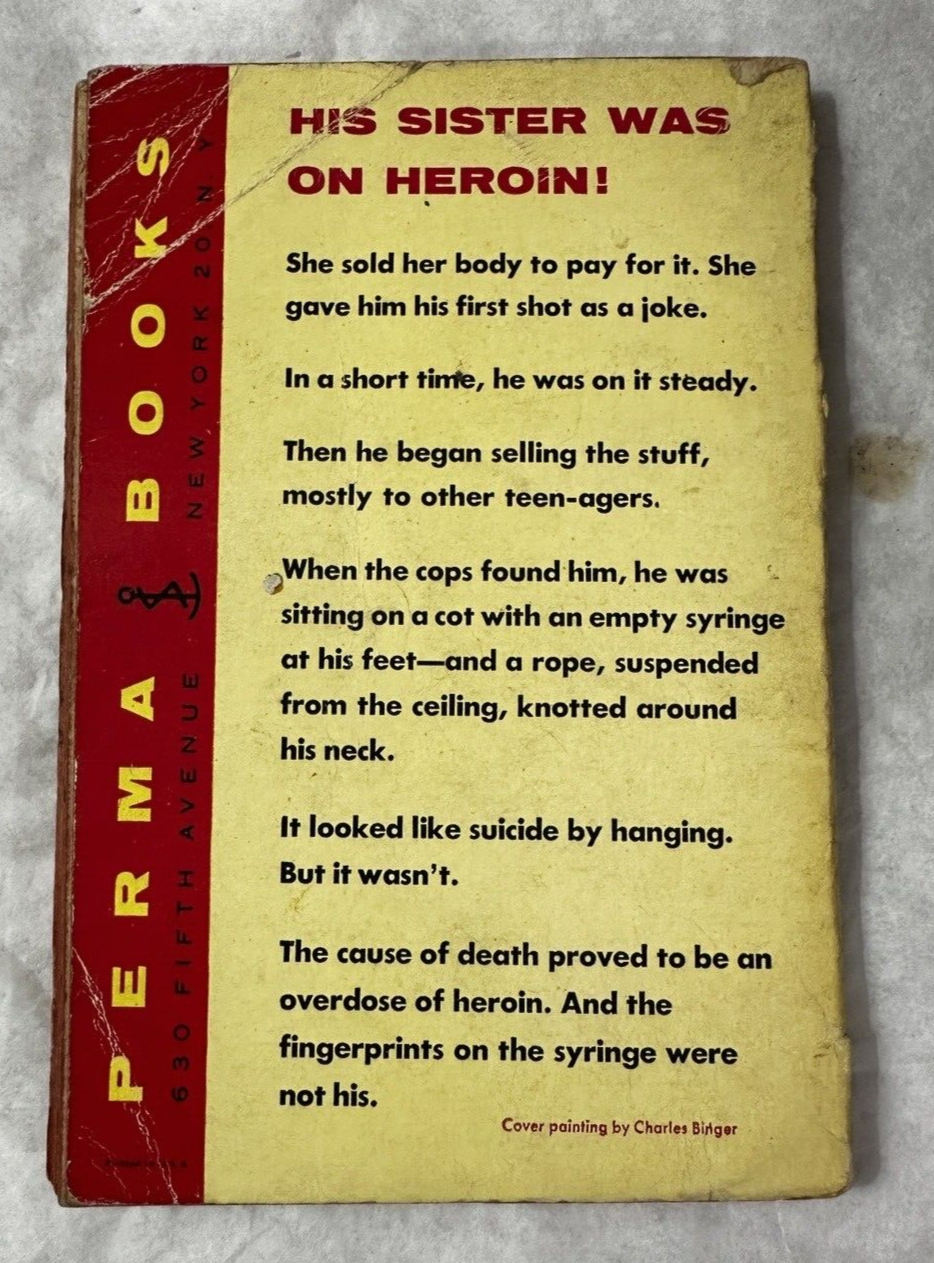 HIS SISTER WAS
ON HEROIN!
She sold her body to pay for it. She
gave him his first shot as a joke.
In a short time, he was on it steady.
Then he began selling the stuff,
mostly to other teen-agers.
When the cops found him, he was
sitting on a cot with an empty syringe
at his feet—and a rope, suspended
from the ceiling, knotted around
his neck.
It looked like suicide by hanging.
But it wasn't.
The cause of death proved to be an
overdose of heroin. And the
fingerprints on the syringe were
not his.
Cover painting by Charles Binger
PERMA BOOKS
630 FIFTH AVENUE NEW YORK 20 N Y